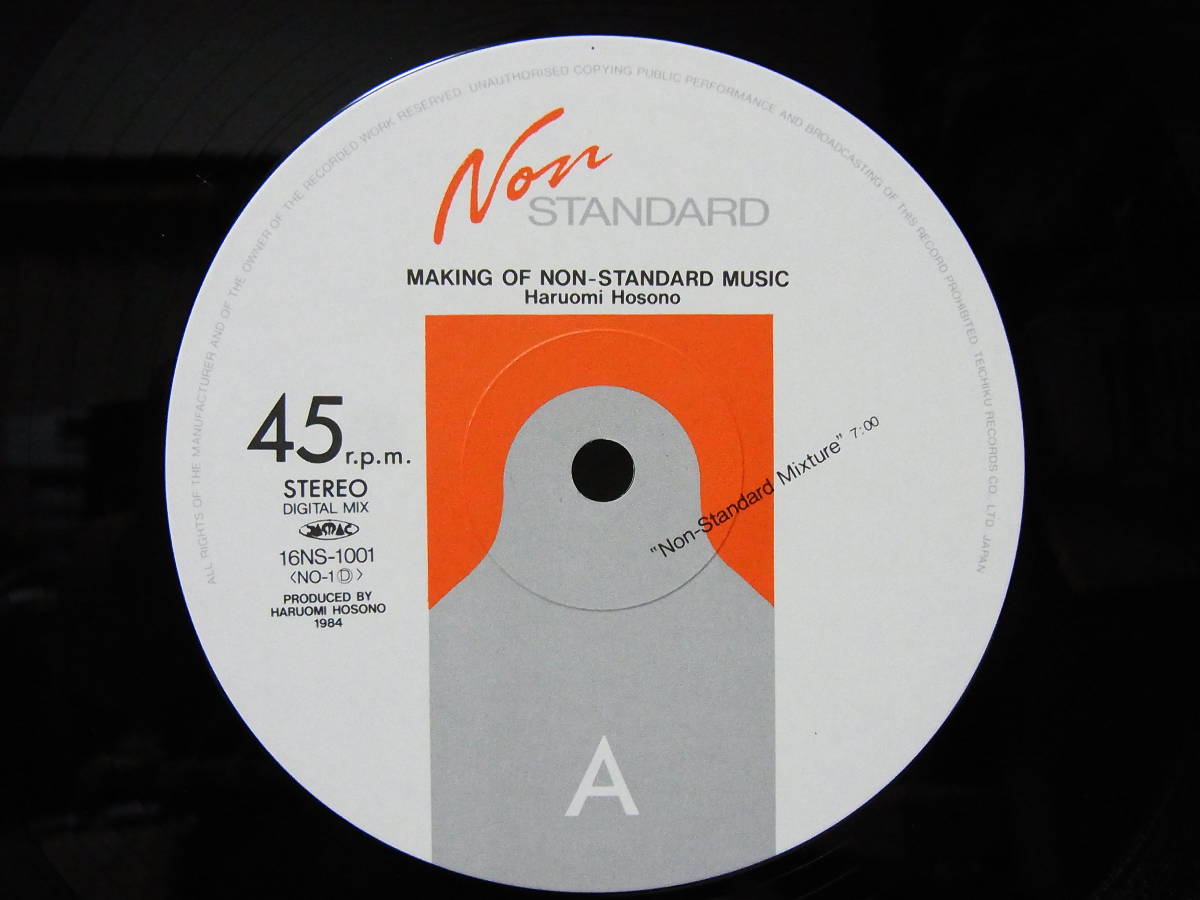 ALL RIGHTS OF THE MANUFACTURER AND OF THE OWNER OF THE RECORDED WORK RESERVED. UNAUTHORISED COPYING PUBLIC PERFORMANCE AND BROADCASTING OF THIS RECORD PROHIBITED TEICHIKU RECORDS CO. LTD. JAPAN
Non
STANDARD
MAKING OF NON-STANDARD MUSIC
Haruomi Hosono
45 r.p.m.
STEREO
DIGITAL MIX
JASRAC
16NS-1001
〈NO-1Ⓓ〉
PRODUCED BY
HARUOMI HOSONO
1984
"Non-Standard Mixture" 7:00
A